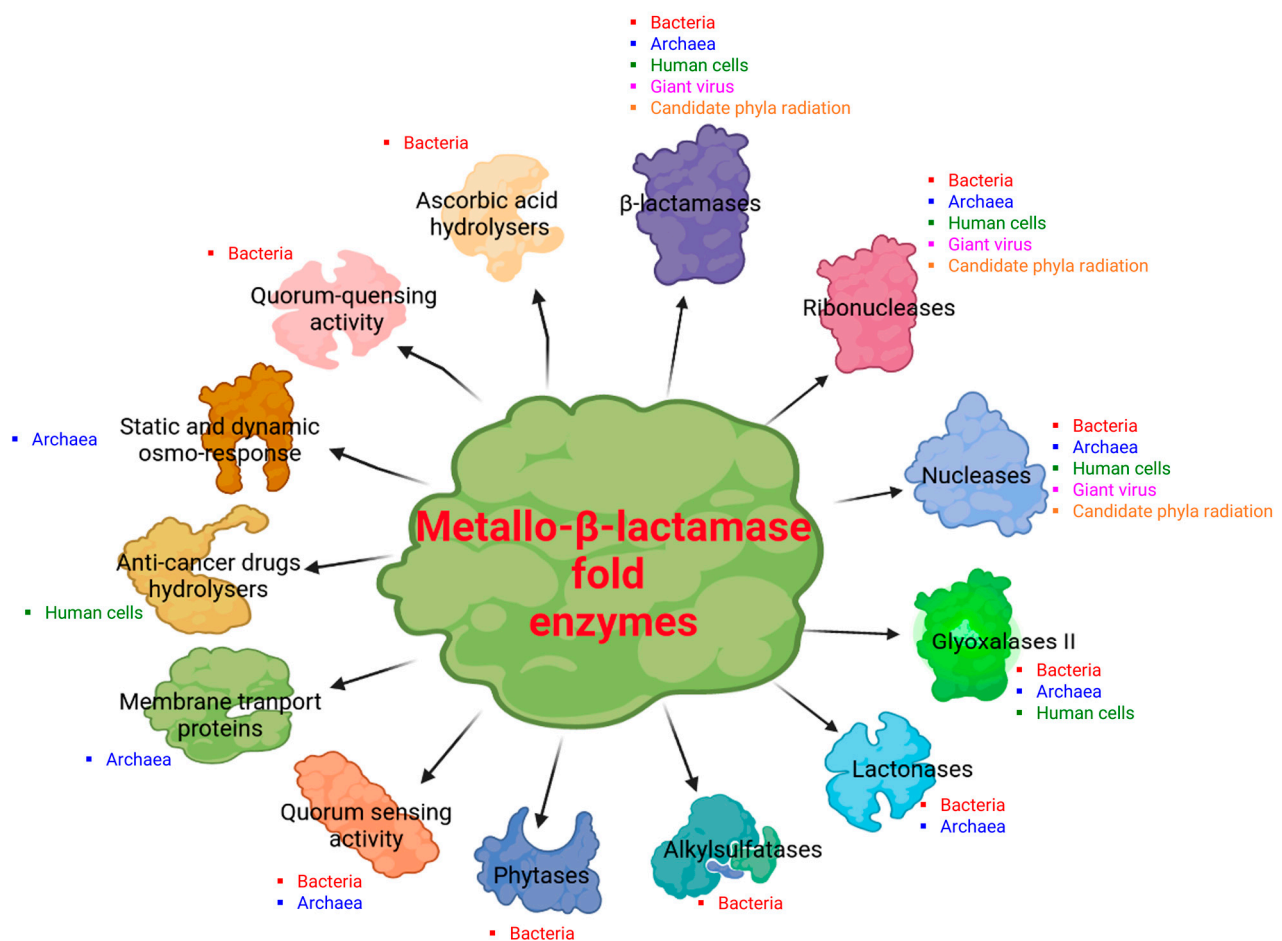 ▪ Bacteria
▪ Archaea
▪ Human cells
▪ Giant virus
▪ Candidate phyla radiation
β-lactamases
▪ Bacteria
▪ Archaea
▪ Human cells
▪ Giant virus
▪ Candidate phyla radiation
Ribonucleases
▪ Bacteria
▪ Archaea
▪ Human cells
▪ Giant virus
▪ Candidate phyla radiation
Nucleases
Glyoxalases II
▪ Bacteria
▪ Archaea
▪ Human cells
Lactonases
▪ Bacteria
▪ Archaea
Alkylsulfatases
▪ Bacteria
Phytases
▪ Bacteria
Quorum sensing
activity
▪ Bacteria
▪ Archaea
Membrane tranport
proteins
▪ Archaea
Anti-cancer drugs
hydrolysers
▪ Human cells
Static and dynamic
osmo-response
▪ Archaea
Quorum-quensing
activity
▪ Bacteria
Ascorbic acid
hydrolysers
▪ Bacteria
Metallo-β-lactamase
fold
enzymes